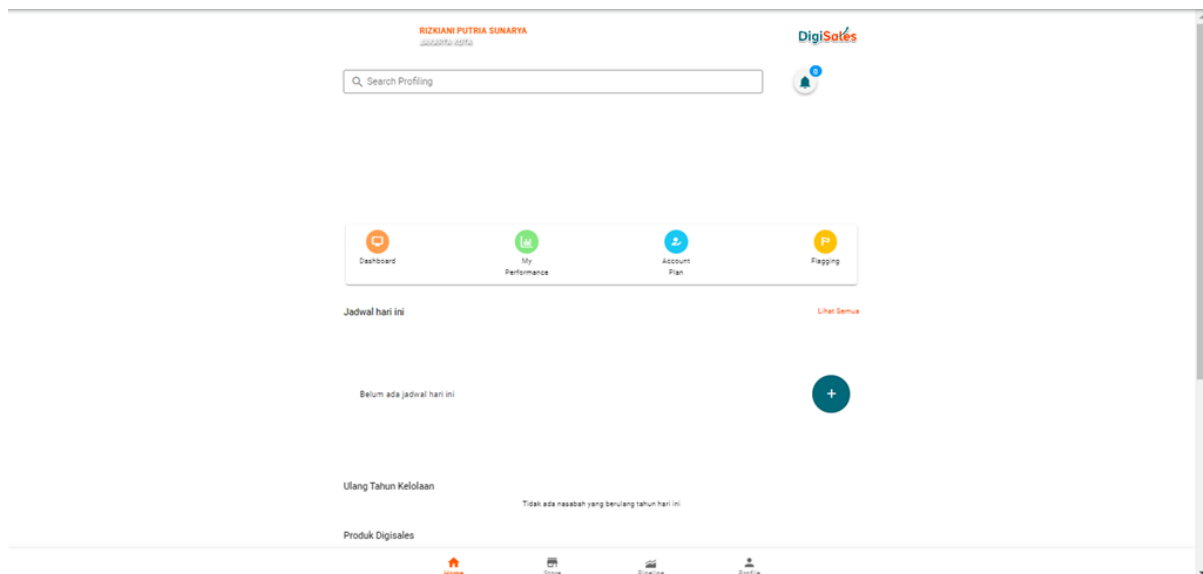 RIZKIANI PUTRIA SUNARYA
JAKARTA KOTA
DigiSales
Search Profiling
0
Dashboard
My
Performance
Account
Plan
Flagging
Jadwal hari ini
Lihat Semua
Belum ada jadwal hari ini
+
Ulang Tahun Kelolaan
Tidak ada nasabah yang berulang tahun hari ini
Produk Digisales
Home
Store
Pipeline
Profile